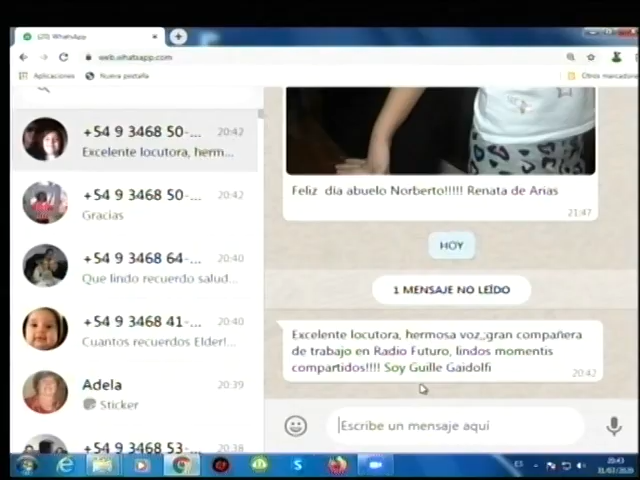 (20) WhatsApp
web.whatsapp.com
Aplicaciones
Nueva pestaña
Otros marcadores
+54 9 3468 50-...
20:42
Excelente locutora, herm...
+54 9 3468 50-...
20:42
Gracias
+54 9 3468 64-...
20:40
Que lindo recuerdo salud...
+54 9 3468 41-...
20:40
Cuantos recuerdos Elder!...
Adela
20:39
Sticker
+54 9 3468 53-...
20:38
Feliz dia abuelo Norberto!!!!! Renata de Arias
21:47
HOY
1 MENSAJE NO LEÍDO
Excelente locutora, hermosa voz,,gran compañera
de trabajo en Radio Futuro, lindos momentis
compartidos!!!! Soy Guille Gaidolfi
20:42
Escribe un mensaje aquí
ES
20:43